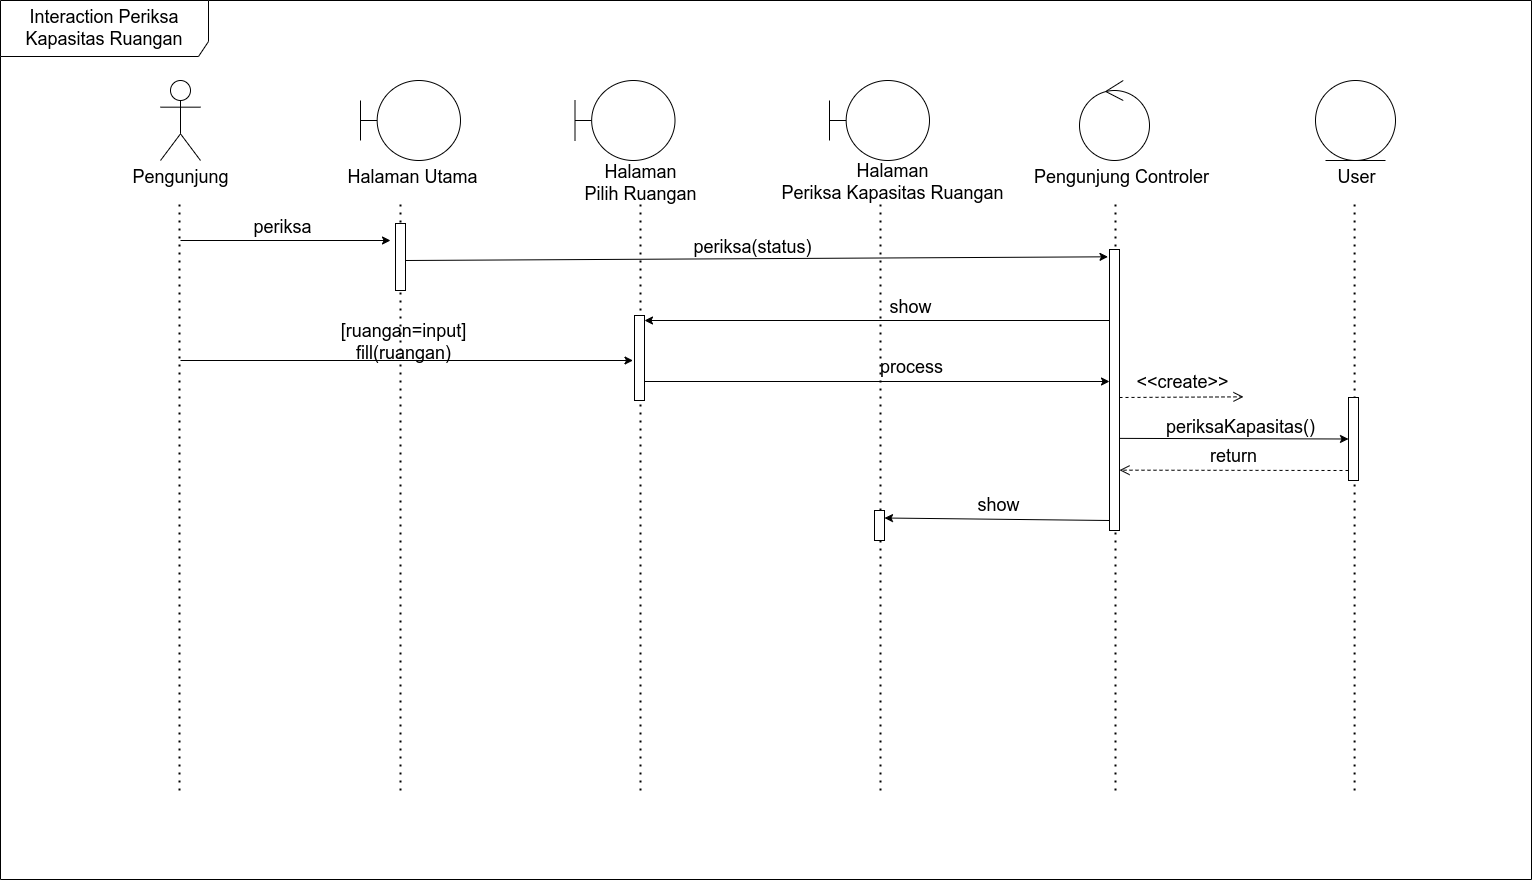 Interaction Periksa
Kapasitas Ruangan
Pengunjung
Halaman Utama
Halaman
Pilih Ruangan
Halaman
Periksa Kapasitas Ruangan
Pengunjung Controler
User
periksa
periksa(status)
show
[ruangan=input]
fill(ruangan)
process
<<create>>
periksaKapasitas()
return
show